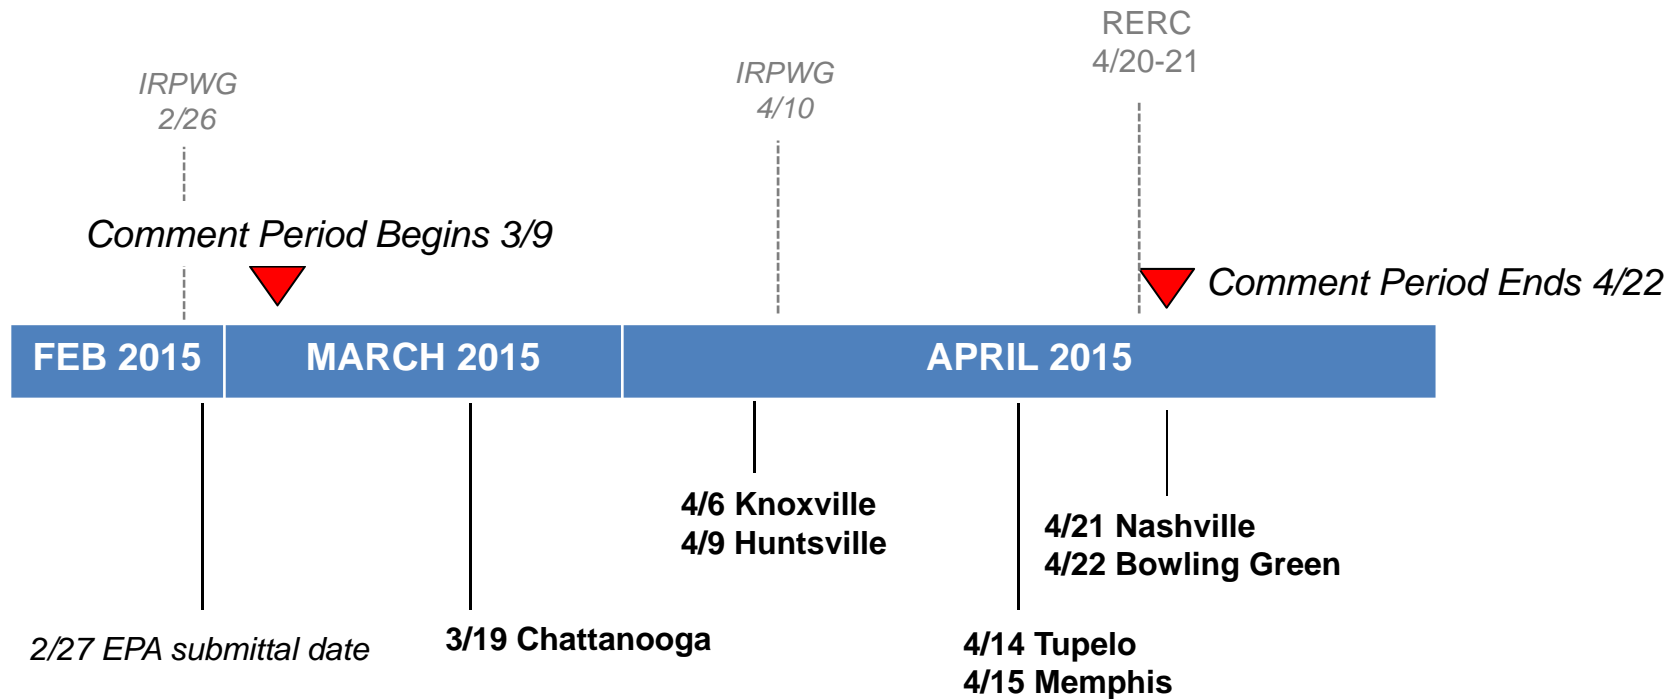 RERC
4/20-21
IRPWG
2/26
IRPWG
4/10
Comment Period Begins 3/9
Comment Period Ends 4/22
FEB 2015
MARCH 2015
APRIL 2015
4/6 Knoxville
4/9 Huntsville
4/21 Nashville
4/22 Bowling Green
2/27 EPA submittal date
3/19 Chattanooga
4/14 Tupelo
4/15 Memphis